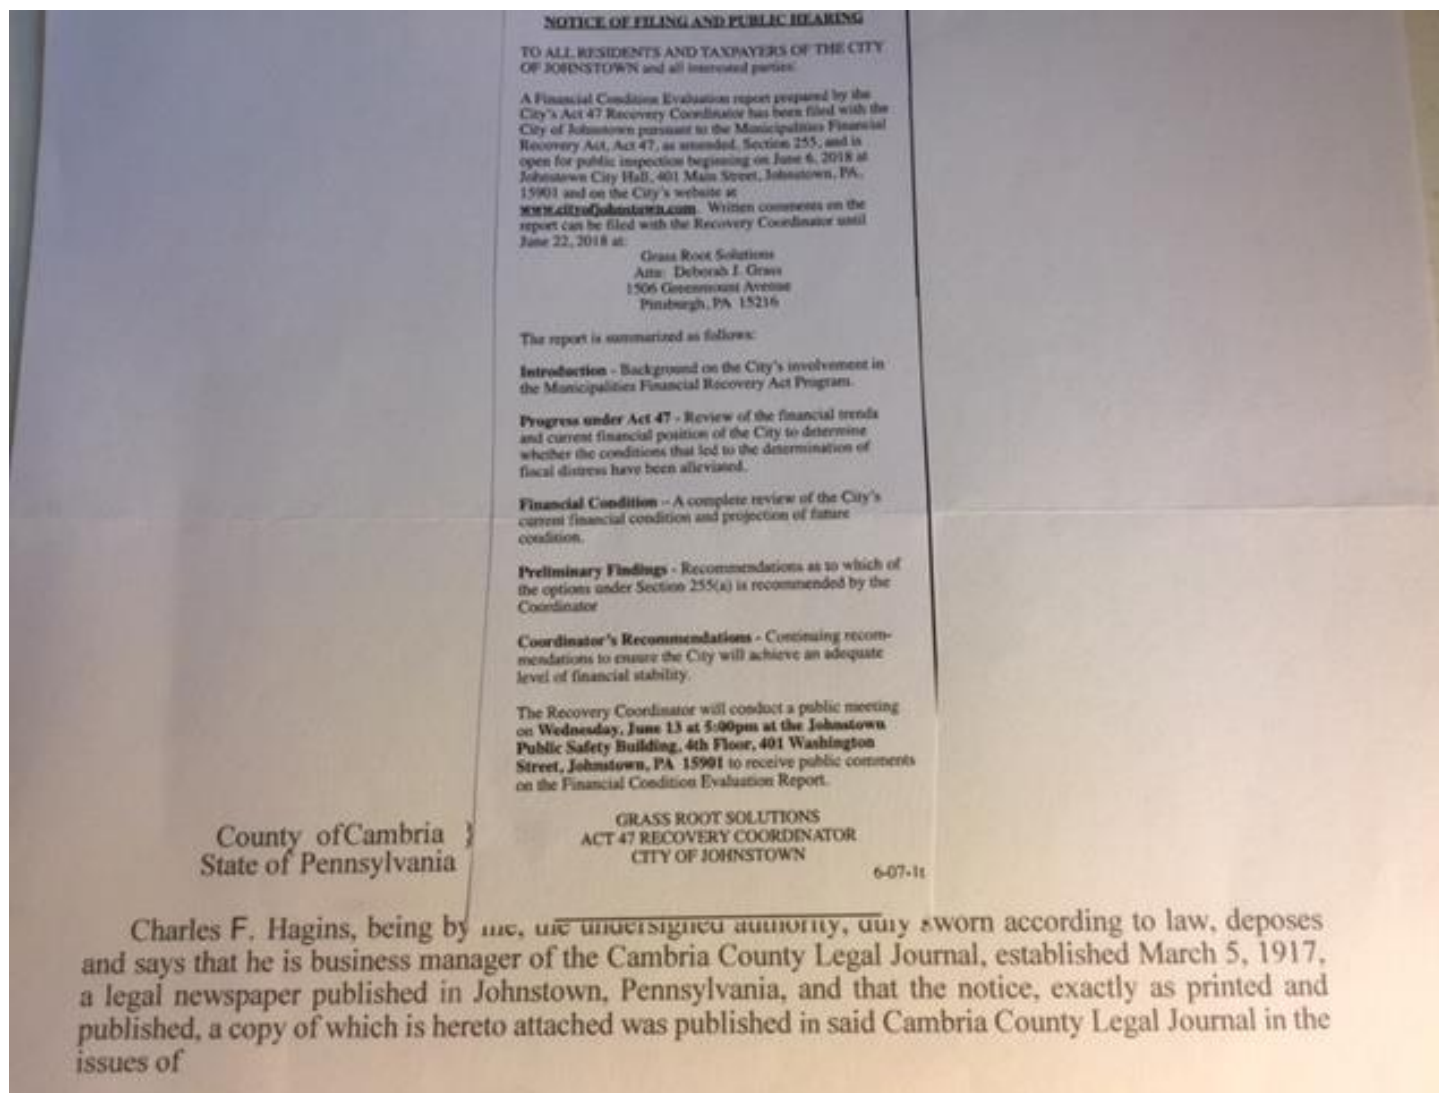 NOTICE OF FILING AND PUBLIC HEARING
TO ALL RESIDENTS AND TAXPAYERS OF THE CITY
OF JOHNSTOWN and all interested parties:
A Financial Condition Evaluation report prepared by the
City's Act 47 Recovery Coordinator has been filed with the
City of Johnstown pursuant to the Municipalities Financial
Recovery Act, Act 47, as amended, Section 255, and is
open for public inspection beginning on June 6, 2018 at
Johnstown City Hall, 401 Main Street, Johnstown, PA,
15901 and on the City's website at
www.cityofjohnstown.com. Written comments on the
report can be filed with the Recovery Coordinator until
June 22, 2018 at:
Grass Root Solutions
Attn: Deborah J. Grass
1506 Greenmount Avenue
Pittsburgh, PA 15216
The report is summarized as follows:
Introduction - Background on the City's involvement in
the Municipalities Financial Recovery Act Program.
Progress under Act 47 - Review of the financial trends
and current financial position of the City to determine
whether the conditions that led to the determination of
fiscal distress have been alleviated.
Financial Condition – A complete review of the City's
current financial condition and projection of future
condition.
Preliminary Findings - Recommendations as to which of
the options under Section 255(a) is recommended by the
Coordinator
Coordinator's Recommendations - Continuing recom-
mendations to ensure the City will achieve an adequate
level of financial stability.
The Recovery Coordinator will conduct a public meeting
on Wednesday, June 13 at 5:00pm at the Johnstown
Public Safety Building, 4th Floor, 401 Washington
Street, Johnstown, PA 15901 to receive public comments
on the Financial Condition Evaluation Report.
GRASS ROOT SOLUTIONS
ACT 47 RECOVERY COORDINATOR
CITY OF JOHNSTOWN
6-07-1t
County of Cambria }
State of Pennsylvania
Charles F. Hagins, being by me, the undersigned authority, duly sworn according to law, deposes
and says that he is business manager of the Cambria County Legal Journal, established March 5, 1917,
a legal newspaper published in Johnstown, Pennsylvania, and that the notice, exactly as printed and
published, a copy of which is hereto attached was published in said Cambria County Legal Journal in the
issues of